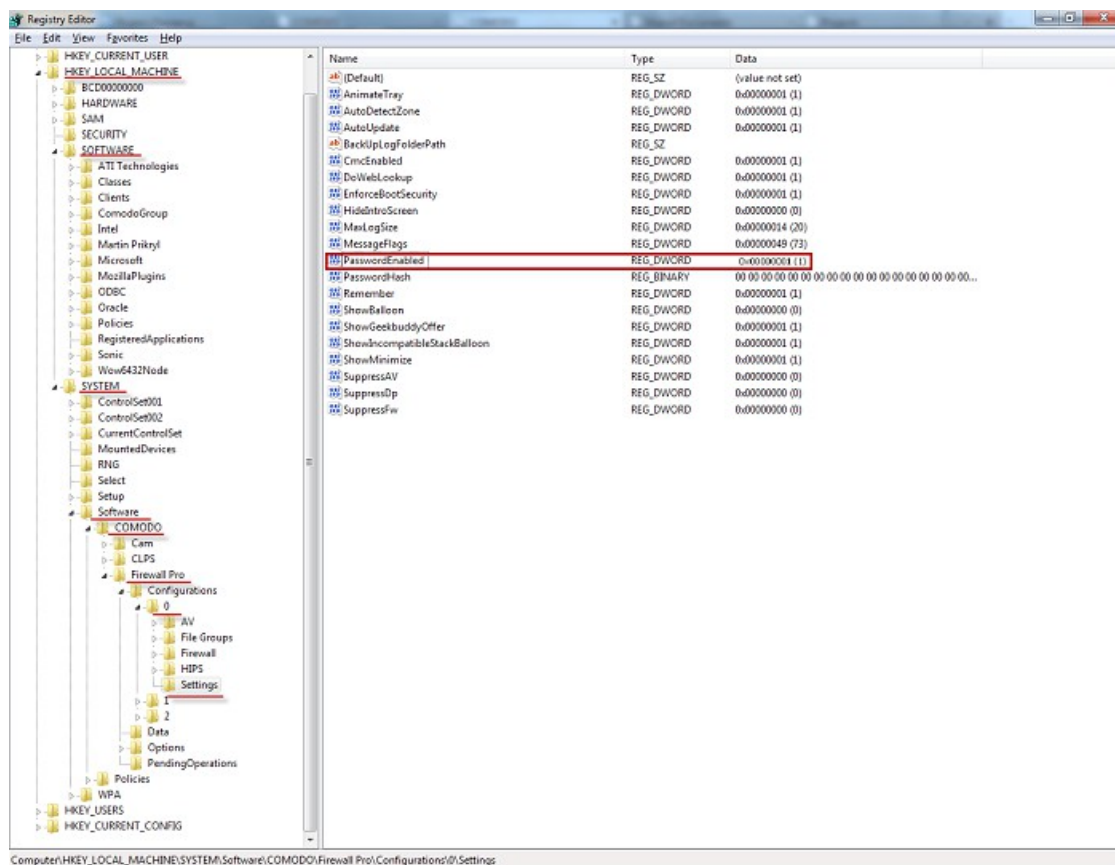 Registry Editor
File Edit View Favorites Help
HKEY_CURRENT_USER
HKEY_LOCAL_MACHINE
BCD00000000
HARDWARE
SAM
SECURITY
SOFTWARE
ATI Technologies
Classes
Clients
ComodoGroup
Intel
Martin Prikryl
Microsoft
MozillaPlugins
ODBC
Oracle
Policies
RegisteredApplications
Sonic
Wow6432Node
SYSTEM
ControlSet001
ControlSet002
CurrentControlSet
MountedDevices
RNG
Select
Setup
Software
COMODO
Cam
CLPS
Firewall Pro
Configurations
0
AV
File Groups
Firewall
HIPS
Settings
1
2
Data
Options
PendingOperations
Policies
WPA
HKEY_USERS
HKEY_CURRENT_CONFIG
Name Type Data
(Default) REG_SZ (value not set)
AnimateTray REG_DWORD 0x00000001 (1)
AutoDetectZone REG_DWORD 0x00000001 (1)
AutoUpdate REG_DWORD 0x00000001 (1)
BackUpLogFolderPath REG_SZ
CmcEnabled REG_DWORD 0x00000001 (1)
DoWebLookup REG_DWORD 0x00000001 (1)
EnforceBootSecurity REG_DWORD 0x00000001 (1)
HideIntroScreen REG_DWORD 0x00000000 (0)
MaxLogSize REG_DWORD 0x00000014 (20)
MessageFlags REG_DWORD 0x00000049 (73)
PasswordEnabled REG_DWORD 0x00000001 (1)
PasswordHash REG_BINARY 00 00 00 00 00 00 00 00 00 00 00 00 00 00 00 00 00 00...
Remember REG_DWORD 0x00000001 (1)
ShowBalloon REG_DWORD 0x00000000 (0)
ShowGeekbuddyOffer REG_DWORD 0x00000001 (1)
ShowIncompatibleStackBalloon REG_DWORD 0x00000001 (1)
ShowMinimize REG_DWORD 0x00000001 (1)
SuppressAV REG_DWORD 0x00000000 (0)
SuppressDp REG_DWORD 0x00000000 (0)
SuppressFw REG_DWORD 0x00000000 (0)
Computer\HKEY_LOCAL_MACHINE\SYSTEM\Software\COMODO\Firewall Pro\Configurations\0\Settings